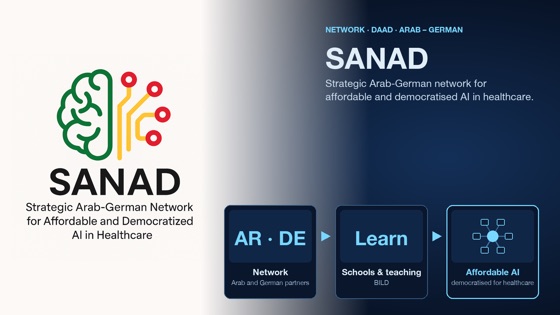 SANAD
Strategic Arab-German Network
for Affordable and Democratized
AI in Healthcare
NETWORK · DAAD · ARAB – GERMAN
SANAD
Strategic Arab-German network for
affordable and democratised AI in healthcare.
AR · DE
Network
Arab and German partners
Learn
Schools & teaching
BILD
Affordable AI
democratised for healthcare